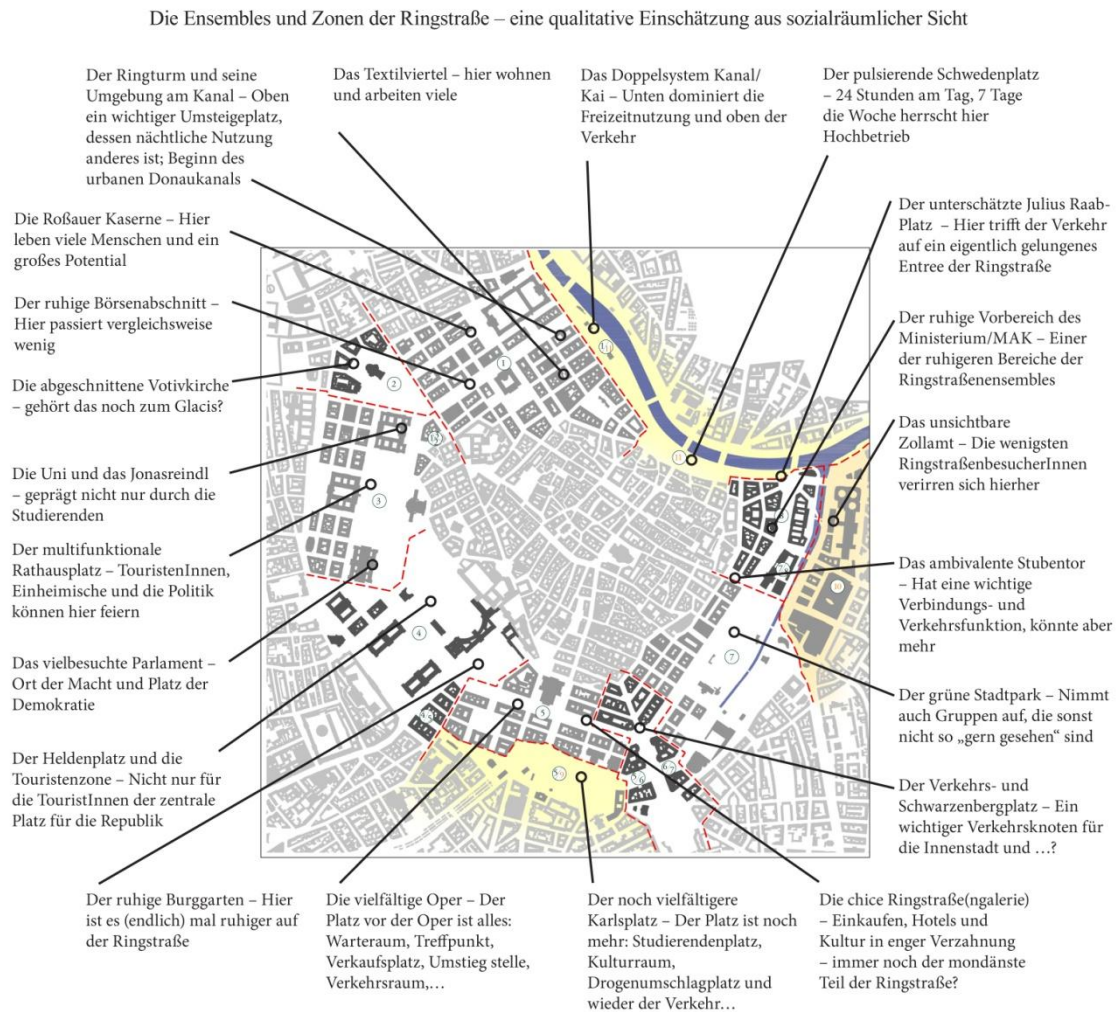 Die Ensembles und Zonen der Ringstraße – eine qualitative Einschätzung aus sozialräumlicher Sicht
Der Ringturm und seine
Umgebung am Kanal – Oben
ein wichtiger Umsteigeplatz,
dessen nächtliche Nutzung
anderes ist; Beginn des
urbanen Donaukanals
Das Textilviertel – hier wohnen
und arbeiten viele
Das Doppelsystem Kanal/
Kai – Unten dominiert die
Freizeitnutzung und oben der
Verkehr
Der pulsierende Schwedenplatz
– 24 Stunden am Tag, 7 Tage
die Woche herrscht hier
Hochbetrieb
Die Roßauer Kaserne – Hier
leben viele Menschen und ein
großes Potential
Der ruhige Börsenabschnitt –
Hier passiert vergleichsweise
wenig
Die abgeschnittene Votivkirche
– gehört das noch zum Glacis?
Die Uni und das Jonasreindl
– geprägt nicht nur durch die
Studierenden
Der multifunktionale
Rathausplatz – TouristenInnen,
Einheimische und die Politik
können hier feiern
Das vielbesuchte Parlament –
Ort der Macht und Platz der
Demokratie
Der Heldenplatz und die
Touristenzone – Nicht nur für
die TouristInnen der zentrale
Platz für die Republik
Der unterschätzte Julius Raab-
Platz – Hier trifft der Verkehr
auf ein eigentlich gelungenes
Entree der Ringstraße
Der ruhige Vorbereich des
Ministerium/MAK – Einer
der ruhigeren Bereiche der
Ringstraßenensembles
Das unsichtbare
Zollamt – Die wenigsten
RingstraßenbesucherInnen
verirren sich hierher
Das ambivalente Stubentor
– Hat eine wichtige
Verbindungs- und
Verkehrsfunktion, könnte aber
mehr
Der grüne Stadtpark – Nimmt
auch Gruppen auf, die sonst
nicht so „gern gesehen“ sind
Der Verkehrs- und
Schwarzenbergplatz – Ein
wichtiger Verkehrsknoten für
die Innenstadt und …?
1
2
3
4
5
7
10
11
Der ruhige Burggarten – Hier
ist es (endlich) mal ruhiger auf
der Ringstraße
Die vielfältige Oper – Der
Platz vor der Oper ist alles:
Warteraum, Treffpunkt,
Verkaufsplatz, Umstieg stelle,
Verkehrsraum,…
Der noch vielfältigere
Karlsplatz – Der Platz ist noch
mehr: Studierendenplatz,
Kulturraum,
Drogenumschlagplatz und
wieder der Verkehr…
Die chice Ringstraße(ngalerie)
– Einkaufen, Hotels und
Kultur in enger Verzahnung
– immer noch der mondänste
Teil der Ringstraße?